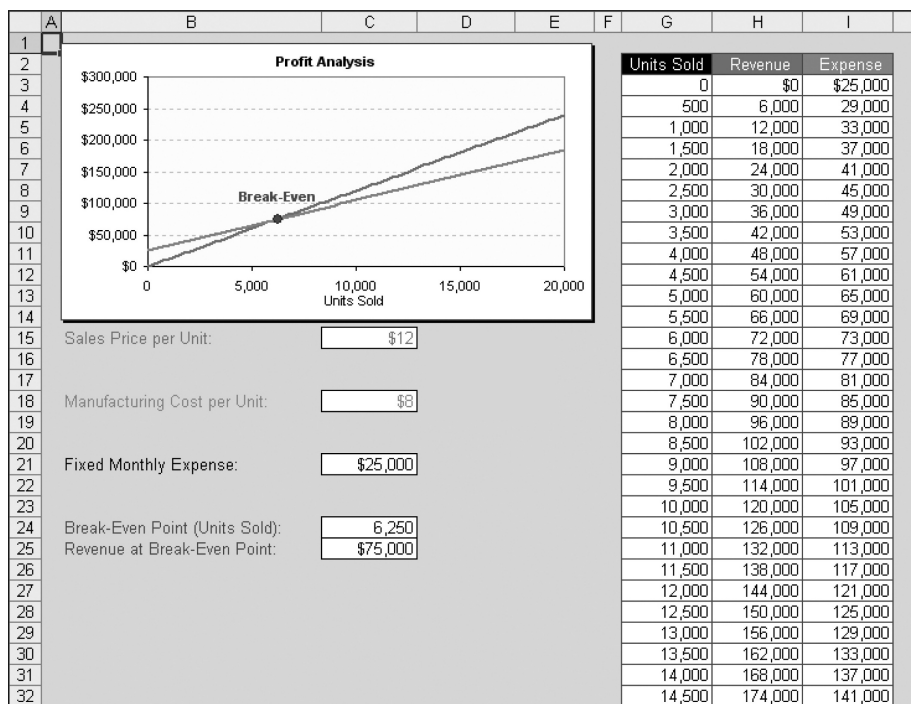 A B C D E F G H I
1
2 Profit Analysis Units Sold Revenue Expense
3 $300,000 0 $0 $25,000
4 $250,000 500 6,000 29,000
5 $200,000 1,000 12,000 33,000
6 1,500 18,000 37,000
7 $150,000 2,000 24,000 41,000
8 Break-Even 2,500 30,000 45,000
9 $100,000 3,000 36,000 49,000
10 3,500 42,000 53,000
11 $50,000 4,000 48,000 57,000
12 $0 4,500 54,000 61,000
13 0 5,000 10,000 15,000 20,000 5,000 60,000 65,000
14 Units Sold 5,500 66,000 69,000
15 Sales Price per Unit: $12 6,000 72,000 73,000
16 6,500 78,000 77,000
17 7,000 84,000 81,000
18 Manufacturing Cost per Unit: $8 7,500 90,000 85,000
19 8,000 96,000 89,000
20 8,500 102,000 93,000
21 Fixed Monthly Expense: $25,000 9,000 108,000 97,000
22 9,500 114,000 101,000
23 10,000 120,000 105,000
24 Break-Even Point (Units Sold): 6,250 10,500 126,000 109,000
25 Revenue at Break-Even Point: $75,000 11,000 132,000 113,000
26 11,500 138,000 117,000
27 12,000 144,000 121,000
28 12,500 150,000 125,000
29 13,000 156,000 129,000
30 13,500 162,000 133,000
31 14,000 168,000 137,000
32 14,500 174,000 141,000